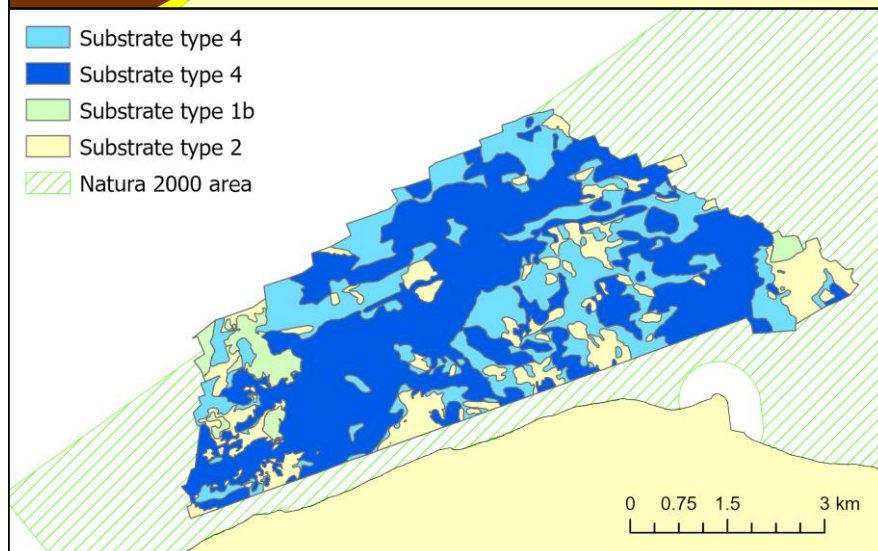 Substrate type 4
Substrate type 4
Substrate type 1b
Substrate type 2
Natura 2000 area
0 0.75 1.5 3 km